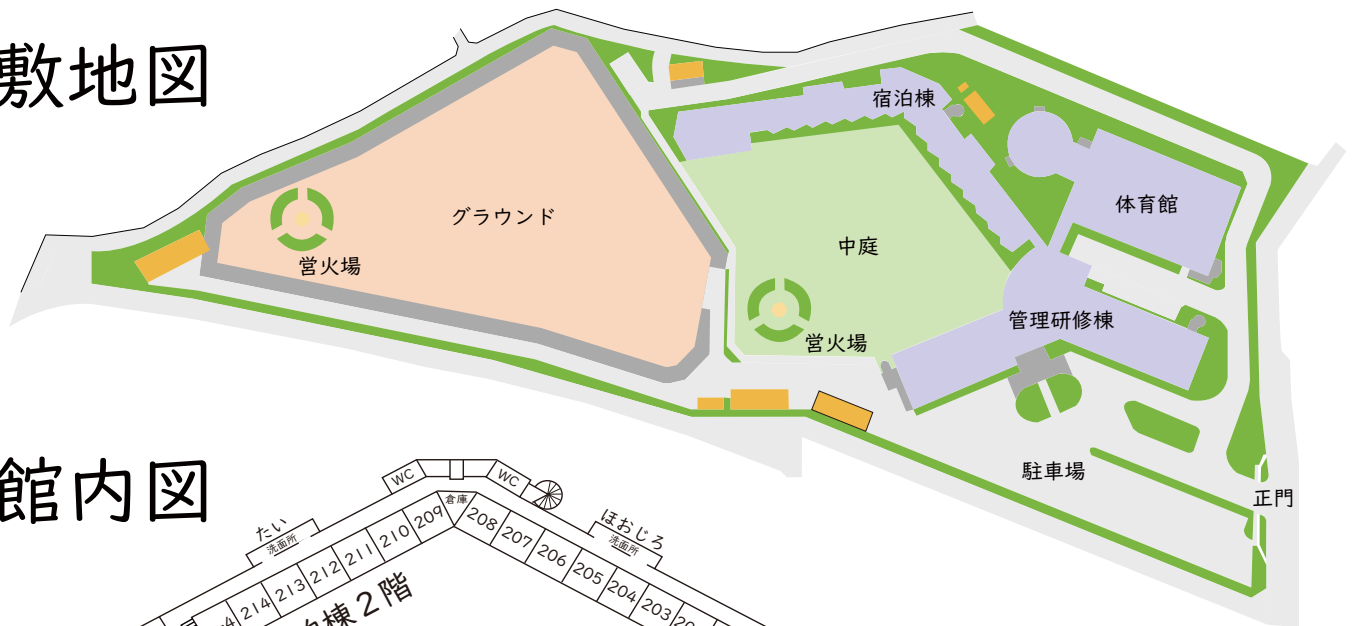 敷地図
宿泊棟
体育館
グラウンド
中庭
営火場
管理研修棟
営火場
駐車場
正門
館内図
WC
WC
倉庫
たい
洗面所
ほおじろ
洗面所
214
213
212
211
210
209
208
207
206
205
204
203
棟2階